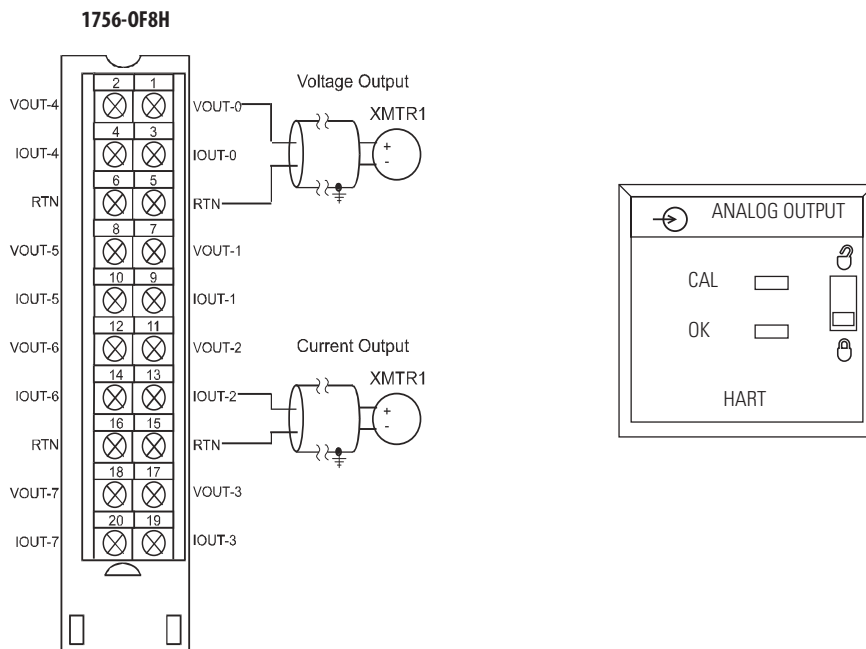 1756-OF8H
2 1
VOUT-4 VOUT-0
4 3
IOUT-4 IOUT-0
6 5
RTN RTN
8 7
VOUT-5 VOUT-1
10 9
IOUT-5 IOUT-1
12 11
VOUT-6 VOUT-2
14 13
IOUT-6 IOUT-2
16 15
RTN RTN
18 17
VOUT-7 VOUT-3
20 19
IOUT-7 IOUT-3
Voltage Output
XMTR1
+
-
Current Output
XMTR1
+
-
ANALOG OUTPUT
CAL
OK
HART